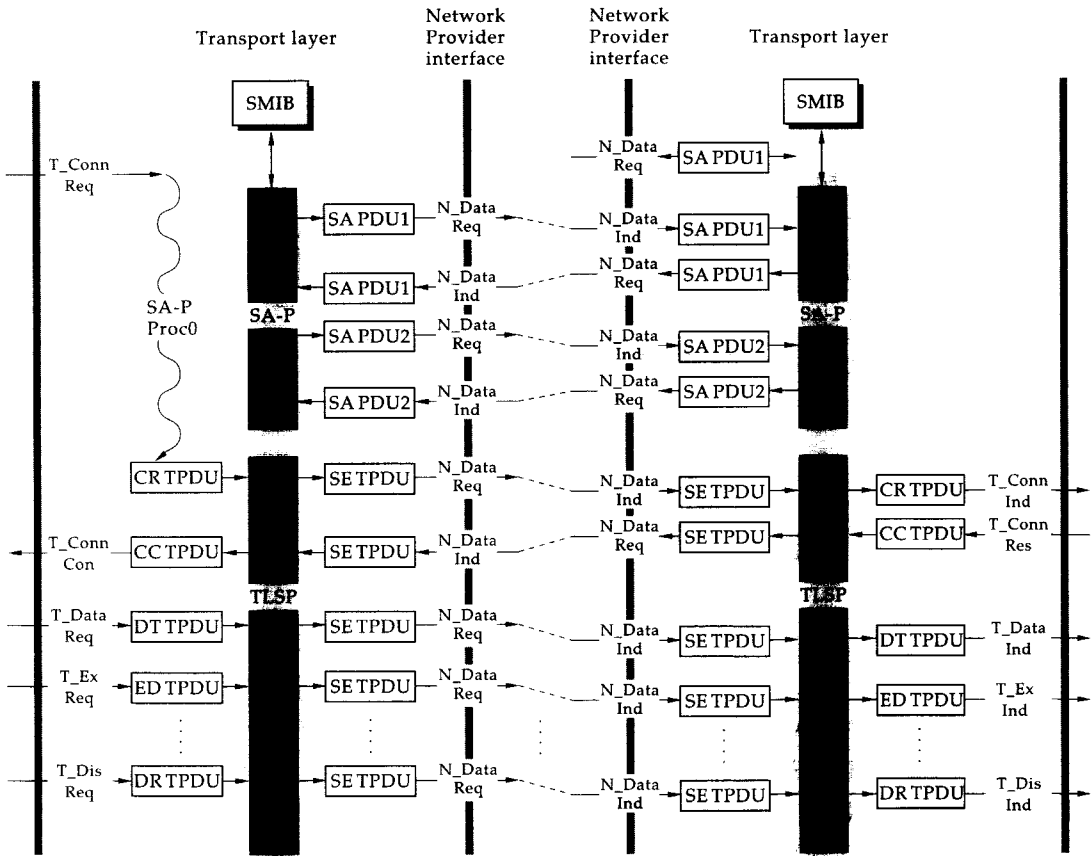 Transport layer
Network
Provider
interface
Network
Provider
interface
Transport layer
SMIB
SMIB
T_Conn
Req
N_Data
Req
SA PDU1
SA PDU1
N_Data
Req
N_Data
Ind
SA PDU1
SA PDU1
N_Data
Ind
N_Data
Req
SA PDU1
SA-P
Proc0
SA-P
SA-P
SA PDU2
N_Data
Req
N_Data
Ind
SA PDU2
SA PDU2
N_Data
Ind
N_Data
Req
SA PDU2
CR TPDU
SE TPDU
N_Data
Req
N_Data
Ind
SE TPDU
CR TPDU
T_Conn
Ind
T_Conn
Con
CC TPDU
SE TPDU
N_Data
Ind
N_Data
Req
SE TPDU
CC TPDU
T_Conn
Res
TLSP
TLSP
T_Data
Req
DT TPDU
SE TPDU
N_Data
Req
N_Data
Ind
SE TPDU
DT TPDU
T_Data
Ind
T_Ex
Req
ED TPDU
SE TPDU
N_Data
Req
N_Data
Ind
SE TPDU
ED TPDU
T_Ex
Ind
T_Dis
Req
DR TPDU
SE TPDU
N_Data
Req
N_Data
Ind
SE TPDU
DR TPDU
T_Dis
Ind